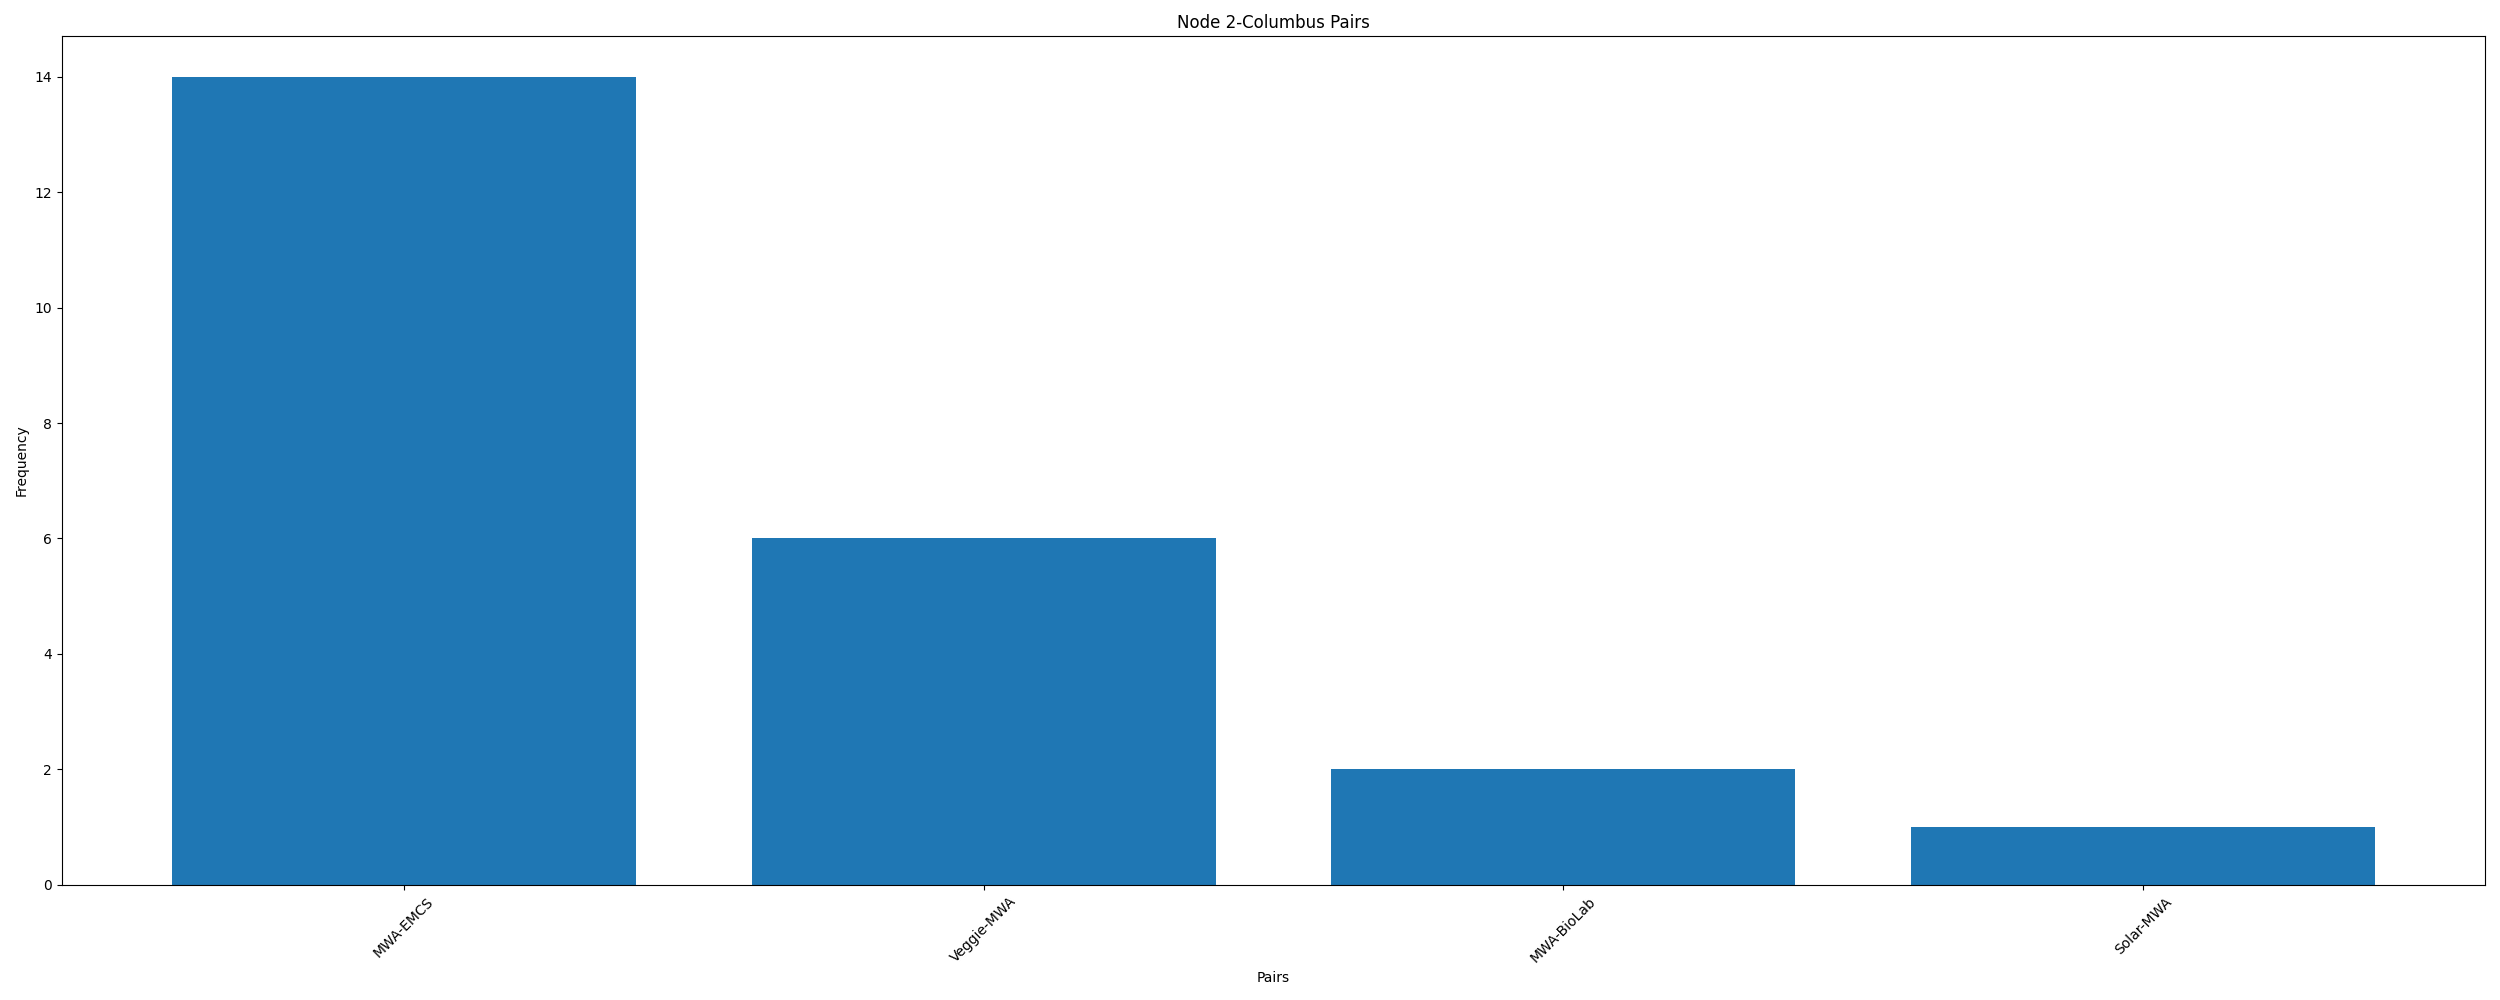 Node 2-Columbus Pairs
14
12
10
8
6
4
2
0
Frequency
MWA-EMCS
Veggie-MWA
MWA-BioLab
Solar-MWA
Pairs